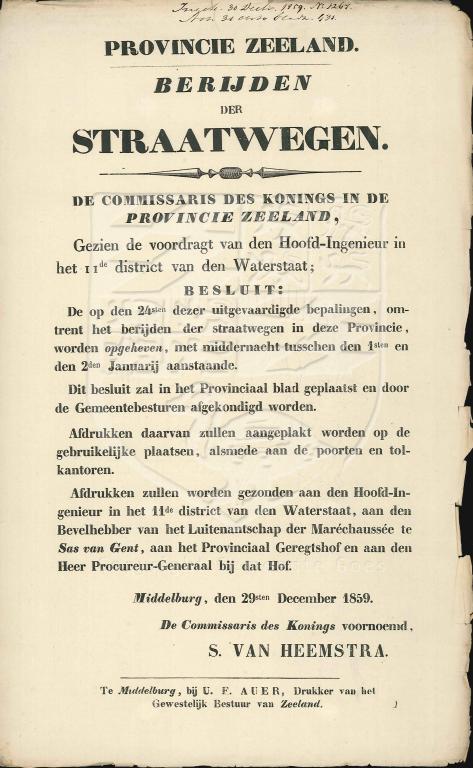 Ingek. 30 Decb. 1859. N. 1261.
PROVINCIE ZEELAND.
BERIJDEN
DER
STRAATWEGEN.
DE COMMISSARIS DES KONINGS IN DE
PROVINCIE ZEELAND,
Gezien de voordragt van den Hoofd-Ingenieur in
het 11de district van den Waterstaat;
BESLUIT:
De op den 24sten dezer uitgevaardigde bepalingen, om-
trent het berijden der straatwegen in deze Provincie,
worden opgeheven, met middernacht tusschen den 1sten en
den 2den Januarij aanstaande.
Dit besluit zal in het Provinciaal blad geplaatst en door
de Gemeentebesturen afgekondigd worden.
Afdrukken daarvan zullen aangeplakt worden op de
gebruikelijke plaatsen, alsmede aan de poorten en tol-
kantoren.
Afdrukken zullen worden gezonden aan den Hoofd-In-
genieur in het 11de district van den Waterstaat, aan den
Bevelhebber van het Luitenantschap der Maréchaussée te
Sas van Gent, aan het Provinciaal Geregtshof en aan den
Heer Procureur-Generaal bij dat Hof.
Middelburg, den 29sten December 1859.
De Commissaris des Konings voornoemd,
S. VAN HEEMSTRA.
Te Middelburg, bij U. F. AUER, Drukker van het
Gewestelijk Bestuur van Zeeland.